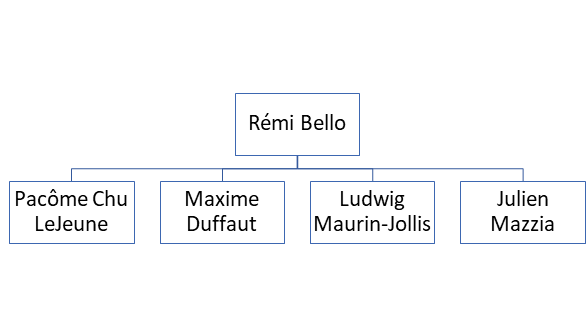 Rémi Bello
Pacôme Chu
LeJeune
Maxime
Duffaut
Ludwig
Maurin-Jollis
Julien
Mazzia